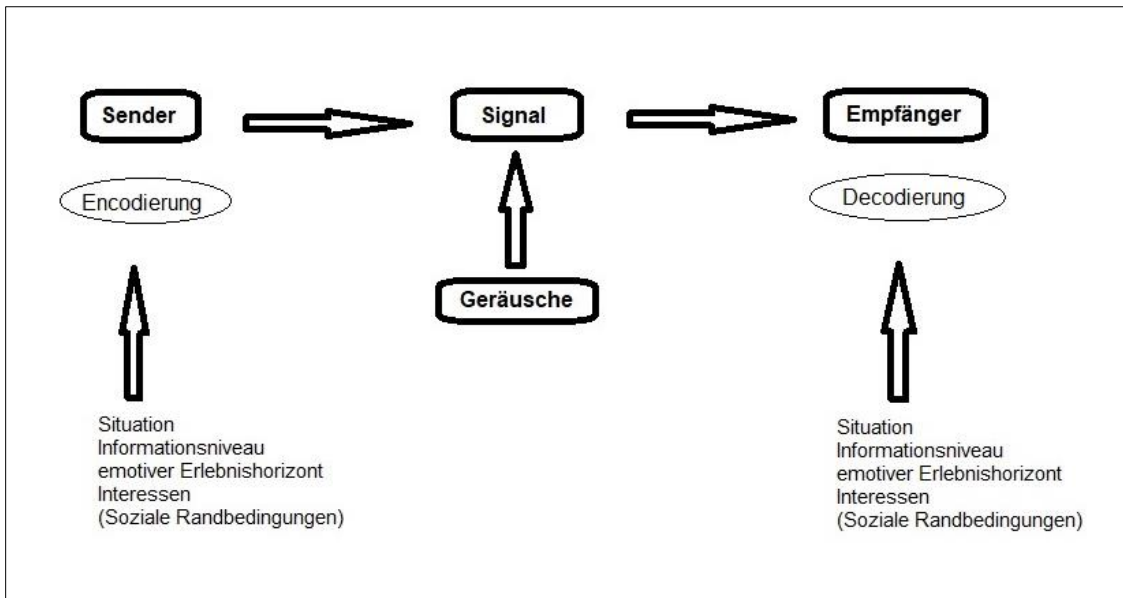 Sender
Signal
Empfänger
Encodierung
Decodierung
Geräusche
Situation
Informationsniveau
emotiver Erlebnishorizont
Interessen
(Soziale Randbedingungen)
Situation
Informationsniveau
emotiver Erlebnishorizont
Interessen
(Soziale Randbedingungen)